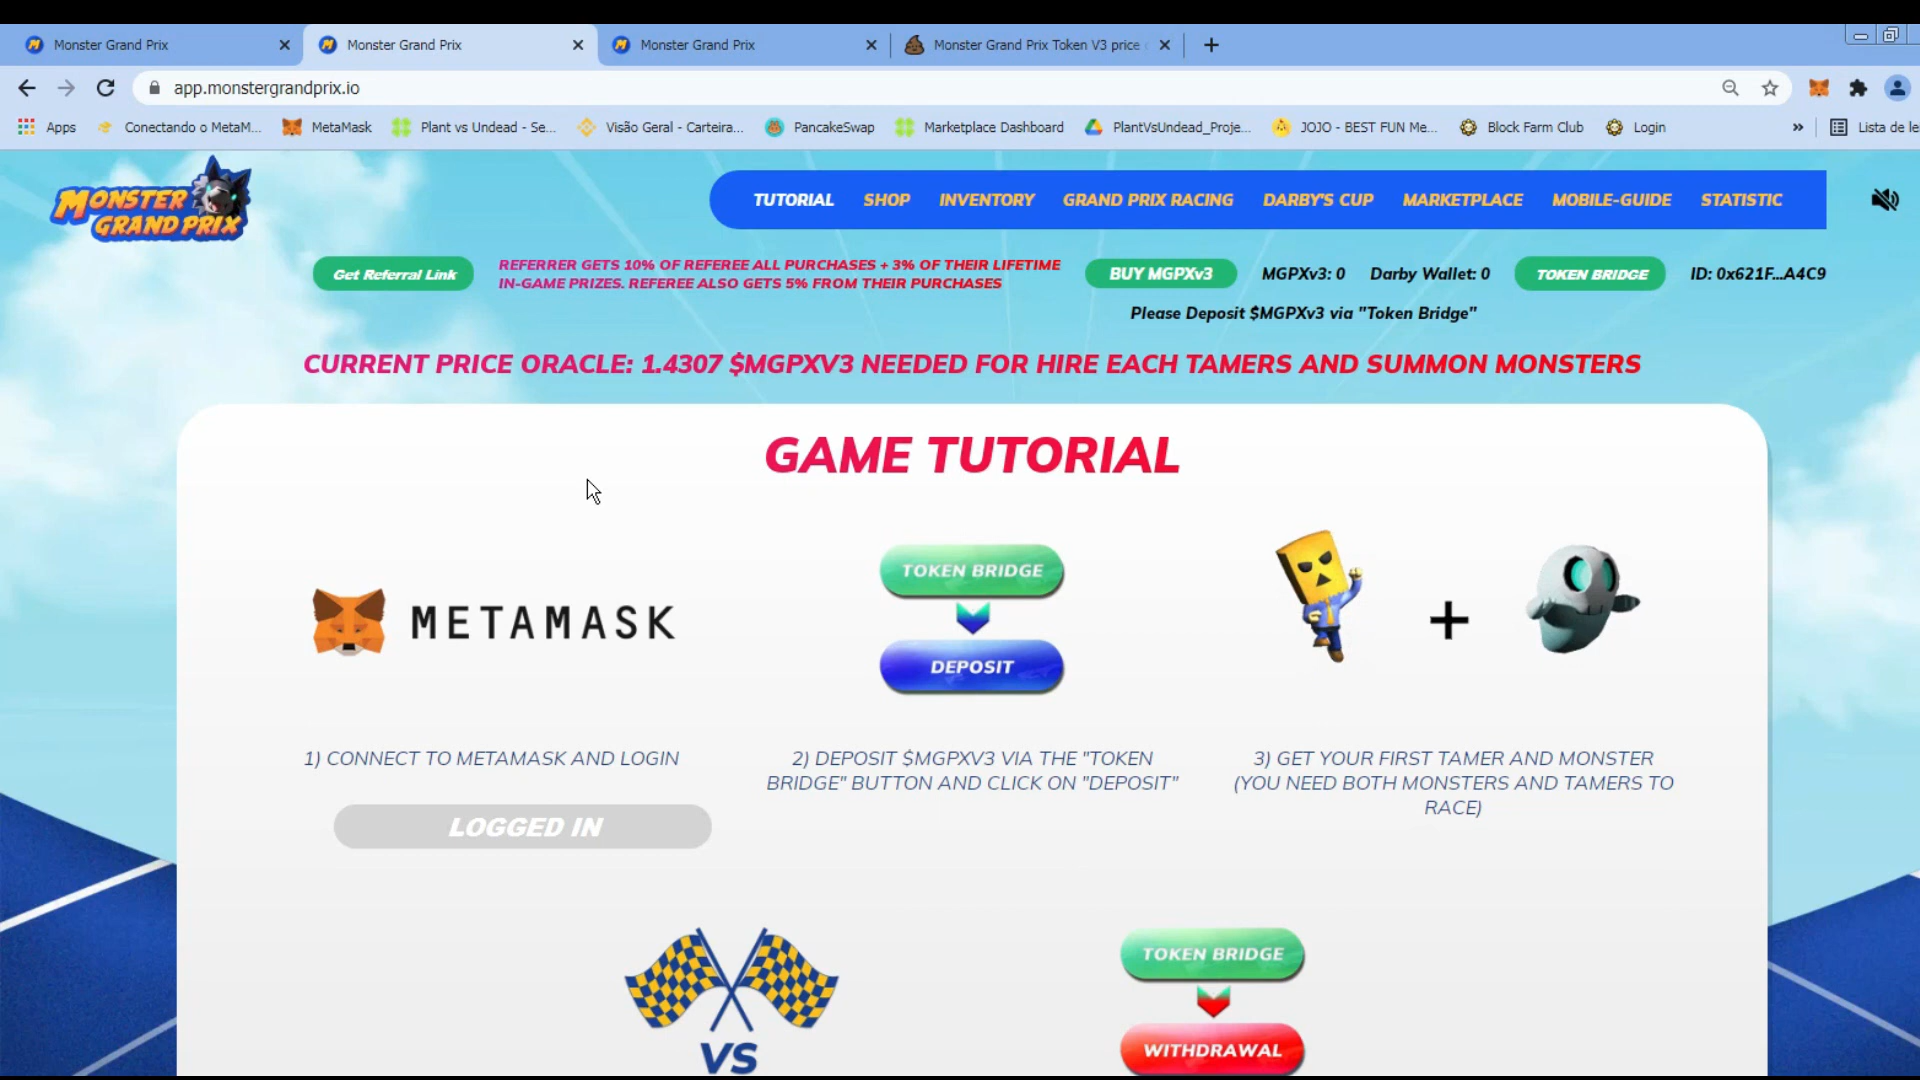 Monster Grand Prix
Monster Grand Prix
Monster Grand Prix
Monster Grand Prix Token V3 price
app.monstergrandprix.io
Apps
Conectando o MetaM...
MetaMask
Plant vs Undead - Se...
Visão Geral - Carteira...
PancakeSwap
Marketplace Dashboard
PlantVsUndead_Proje...
JOJO - BEST FUN Me...
Block Farm Club
Login
»
Lista de le
MONSTER
GRAND PRIX
TUTORIAL
SHOP
INVENTORY
GRAND PRIX RACING
DARBY'S CUP
MARKETPLACE
MOBILE-GUIDE
STATISTIC
Get Referral Link
REFERRER GETS 10% OF REFEREE ALL PURCHASES + 3% OF THEIR LIFETIME
IN-GAME PRIZES. REFEREE ALSO GETS 5% FROM THEIR PURCHASES
BUY MGPXv3
MGPXv3: 0
Darby Wallet: 0
TOKEN BRIDGE
ID: 0x621F...A4C9
Please Deposit $MGPXv3 via "Token Bridge"
CURRENT PRICE ORACLE: 1.4307 $MGPXV3 NEEDED FOR HIRE EACH TAMERS AND SUMMON MONSTERS
GAME TUTORIAL
METAMASK
TOKEN BRIDGE
DEPOSIT
+
1) CONNECT TO METAMASK AND LOGIN
LOGGED IN
2) DEPOSIT $MGPXV3 VIA THE "TOKEN
BRIDGE" BUTTON AND CLICK ON "DEPOSIT"
3) GET YOUR FIRST TAMER AND MONSTER
(YOU NEED BOTH MONSTERS AND TAMERS TO
RACE)
VS
TOKEN BRIDGE
WITHDRAWAL